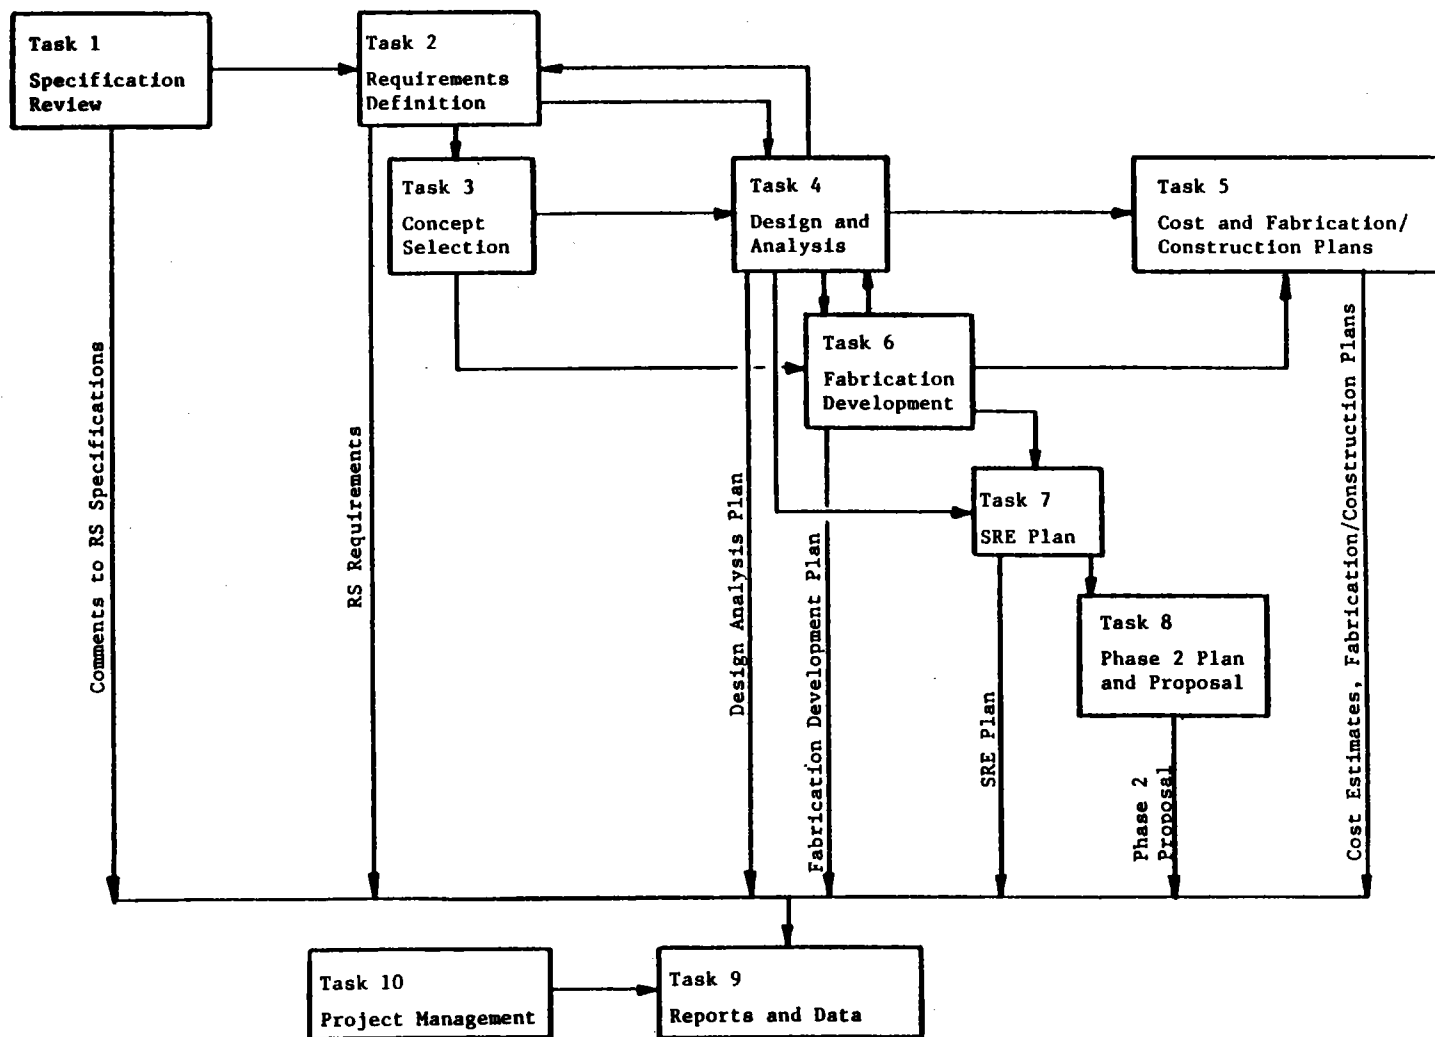 Task 1
Specification
Review
Task 2
Requirements
Definition
Task 3
Concept
Selection
Task 4
Design and
Analysis
Task 5
Cost and Fabrication/
Construction Plans
Task 6
Fabrication
Development
Task 7
SRE Plan
Task 8
Phase 2 Plan
and Proposal
Comments to RS Specifications
RS Requirements
Design Analysis Plan
Fabrication Development Plan
SRE Plan
Phase 2
Proposal
Cost Estimates, Fabrication/Construction Plans
Task 10
Project Management
Task 9
Reports and Data